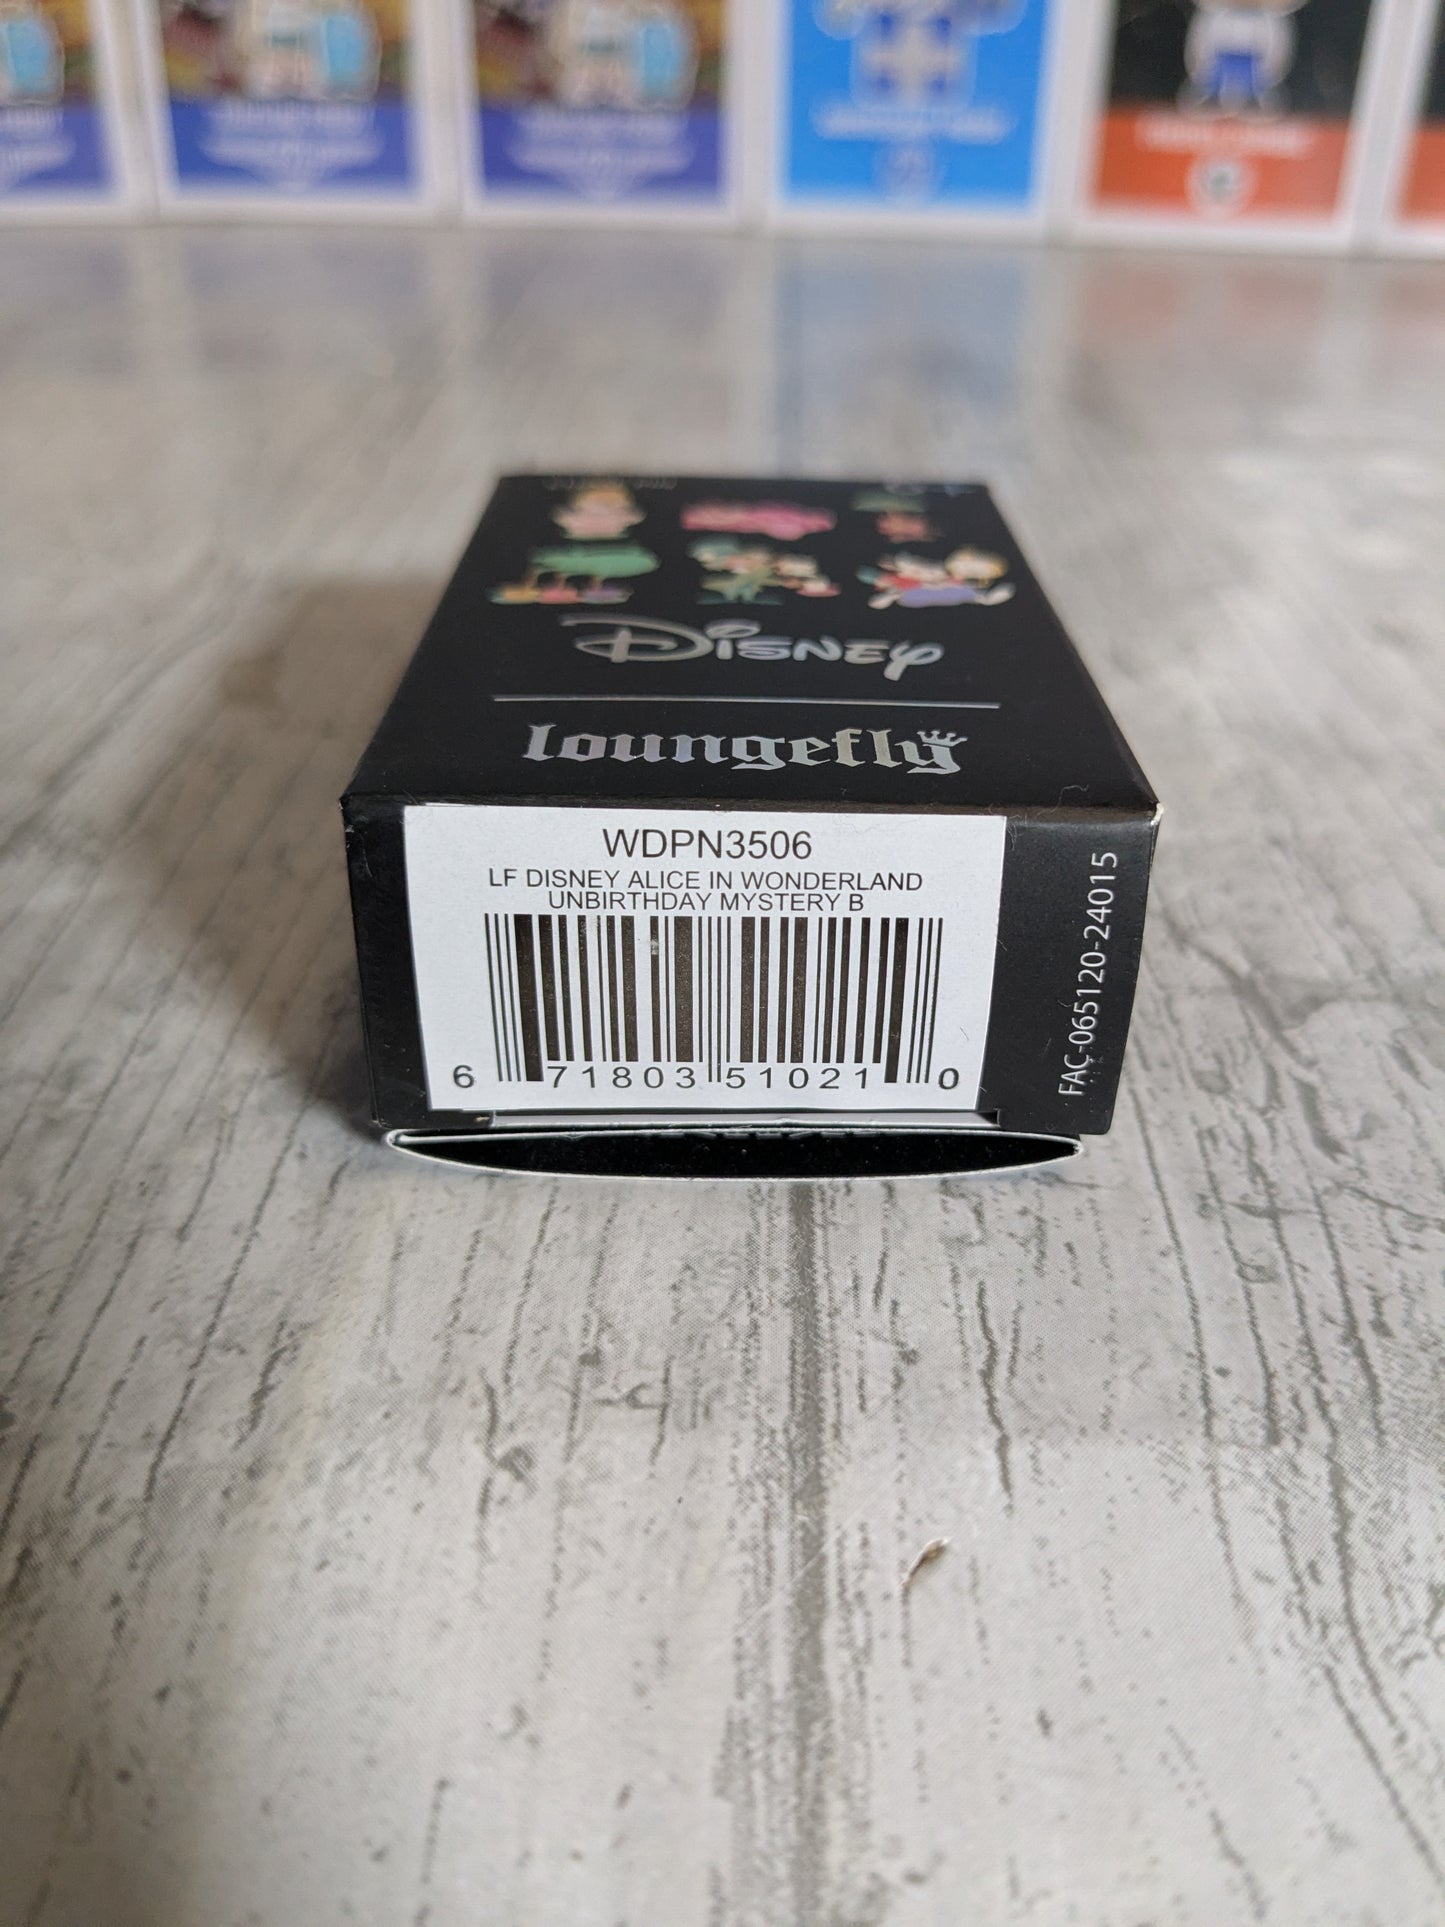 Disney
loungefly
WDPN3506
LF DISNEY ALICE IN WONDERLAND
UNBIRTHDAY MYSTERY B
6 71803 51021 0
FAC-065120-24015